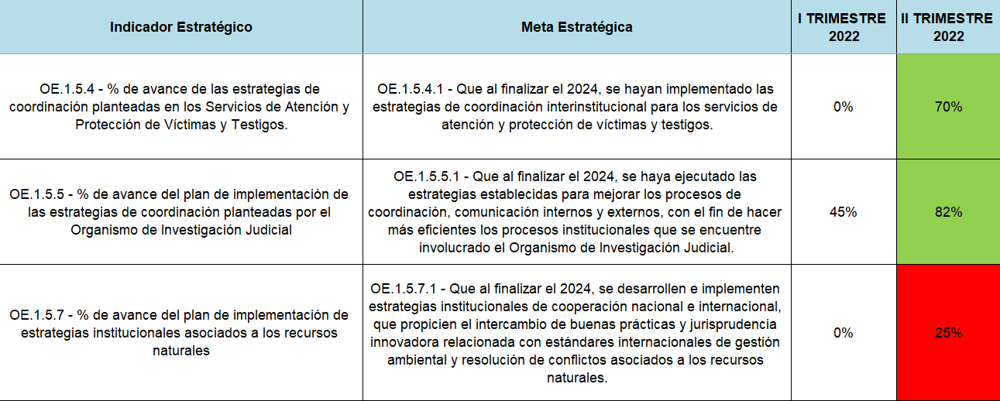 Indicador Estratégico
Meta Estratégica
I TRIMESTRE
2022
II TRIMESTRE
2022
OE.1.5.4 - % de avance de las estrategias de
coordinación planteadas en los Servicios de Atención y
Protección de Víctimas y Testigos.
OE.1.5.4.1 - Que al finalizar el 2024, se hayan implementado las
estrategias de coordinación interinstitucional para los servicios de
atención y protección de víctimas y testigos.
0%
70%
OE.1.5.5 - % de avance del plan de implementación de
las estrategias de coordinación planteadas por el
Organismo de Investigación Judicial
OE.1.5.5.1 - Que al finalizar el 2024, se haya ejecutado las
estrategias establecidas para mejorar los procesos de
coordinación, comunicación internos y externos, con el fin de hacer
más eficientes los procesos institucionales que se encuentre
involucrado el Organismo de Investigación Judicial.
45%
82%
OE.1.5.7 - % de avance del plan de implementación de
estrategias institucionales asociados a los recursos
naturales
OE.1.5.7.1 - Que al finalizar el 2024, se desarrollen e implementen
estrategias institucionales de cooperación nacional e internacional,
que propicien el intercambio de buenas prácticas y jurisprudencia
innovadora relacionada con estándares internacionales de gestión
ambiental y resolución de conflictos asociados a los recursos
naturales.
0%
25%